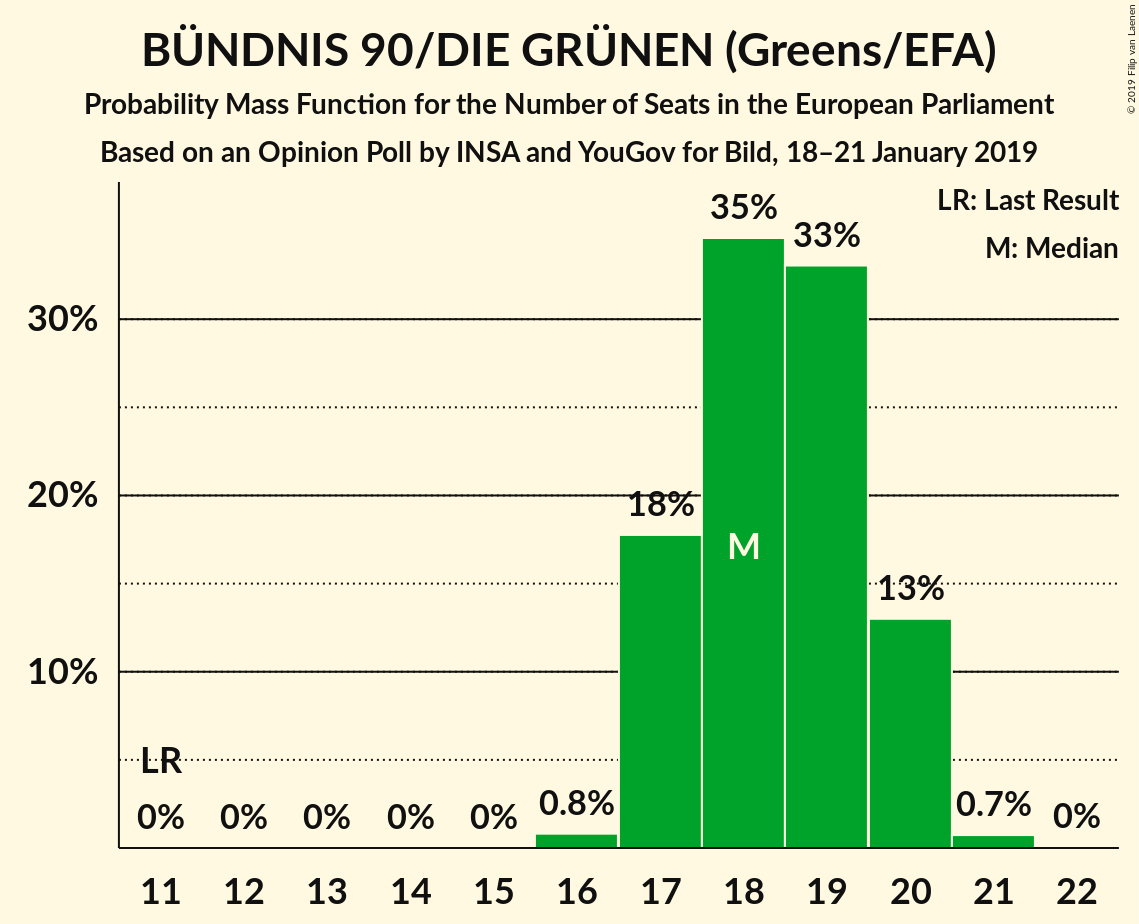 BÜNDNIS 90/DIE GRÜNEN (Greens/EFA)
Probability Mass Function for the Number of Seats in the European Parliament
Based on an Opinion Poll by INSA and YouGov for Bild, 18–21 January 2019
© 2019 Filip van Laenen
LR: Last Result
M: Median
35%
33%
30%
20%
18%
M
13%
10%
LR
0% 0% 0% 0% 0% 0.8% 0.7% 0%
11 12 13 14 15 16 17 18 19 20 21 22